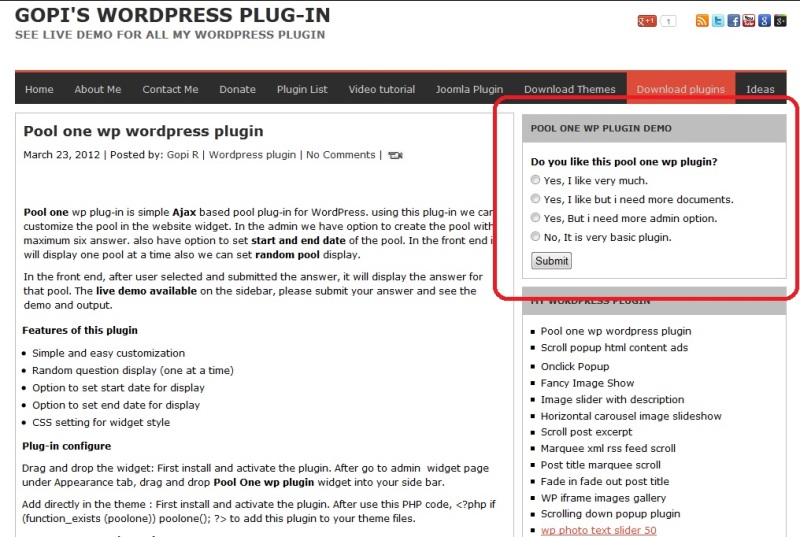 GOPI'S WORDPRESS PLUG-IN
SEE LIVE DEMO FOR ALL MY WORDPRESS PLUGIN
+1
1
You
Tube
Home About Me Contact Me Donate Plugin List Video tutorial Joomla Plugin Download Themes Download plugins Ideas
Pool one wp wordpress plugin
March 23, 2012 | Posted by: Gopi R | Wordpress plugin | No Comments |
Pool one wp plug-in is simple Ajax based pool plug-in for WordPress. using this plug-in we can
customize the pool in the website widget. In the admin we have option to create the pool with
maximum six answer. also have option to set start and end date of the pool. In the front end i
will display one pool at a time also we can set random pool display.
In the front end, after user selected and submitted the answer, it will display the answer for
that pool. The live demo available on the sidebar, please submit your answer and see the
demo and output.
Features of this plugin
Simple and easy customization
Random question display (one at a time)
Option to set start date for display
Option to set end date for display
CSS setting for widget style
Plug-in configure
Drag and drop the widget: First install and activate the plugin. After go to admin widget page
under Appearance tab, drag and drop Pool One wp plugin widget into your side bar.
Add directly in the theme : First install and activate the plugin. After use this PHP code, <?php if
(function_exists (poolone)) poolone(); ?> to add this plugin to your theme files.
POOL ONE WP PLUGIN DEMO
Do you like this pool one wp plugin?
Yes, I like very much.
Yes, I like but i need more documents.
Yes, But i need more admin option.
No, It is very basic plugin.
Submit
MY WORDPRESS PLUGIN
Pool one wp wordpress plugin
Scroll popup html content ads
Onclick Popup
Fancy Image Show
Image slider with description
Horizontal carousel image slideshow
Scroll post excerpt
Marquee xml rss feed scroll
Post title marquee scroll
Fade in fade out post title
WP iframe images gallery
Scrolling down popup plugin
wp photo text slider 50